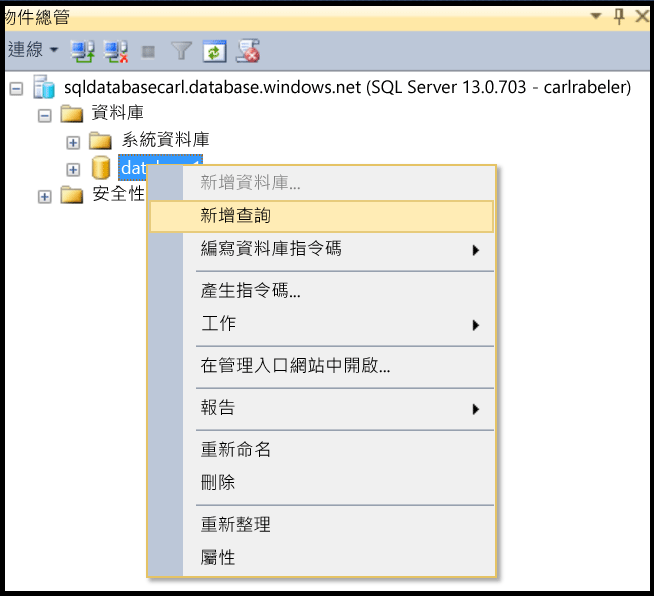 物件總管
連線
sqldatabasecarl.database.windows.net (SQL Server 13.0.703 - carlrabeler)
資料庫
系統資料庫
安全性
新增資料庫...
新增查詢
編寫資料庫指令碼
產生指令碼...
工作
在管理入口網站中開啟...
報告
重新命名
刪除
重新整理
屬性